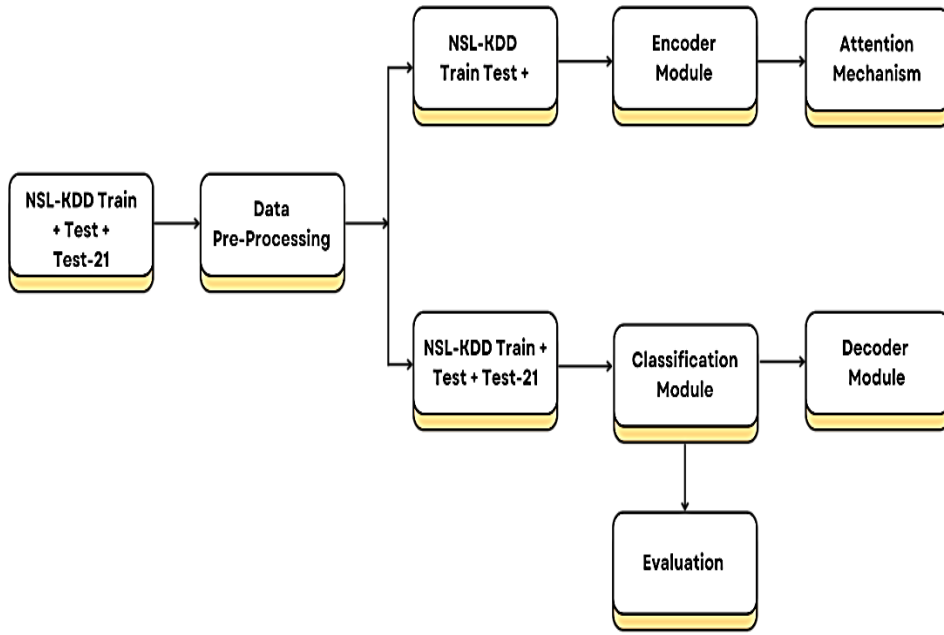 NSL-KDD
Train Test +
Encoder
Module
Attention
Mechanism
NSL-KDD Train
+ Test +
Test-21
Data
Pre-Processing
NSL-KDD Train +
Test + Test-21
Classification
Module
Decoder
Module
Evaluation